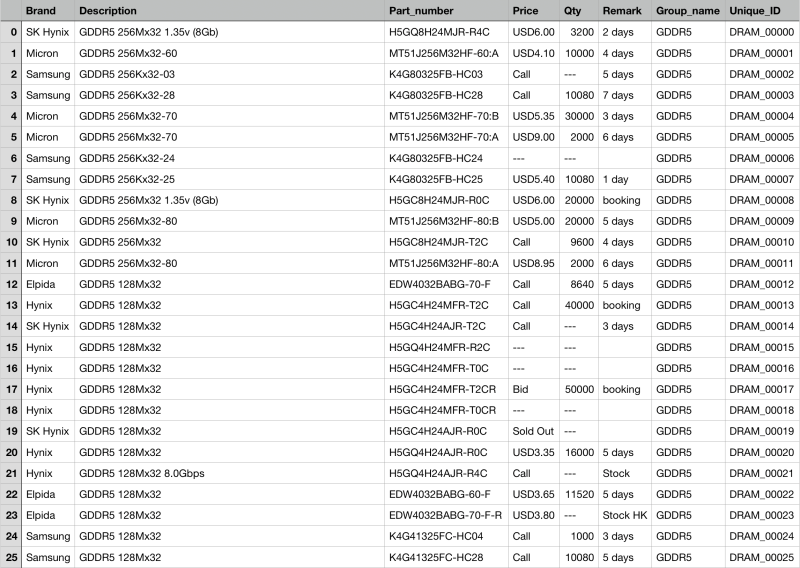 Brand Description Part_number Price Qty Remark Group_name Unique_ID
0 SK Hynix GDDR5 256Mx32 1.35v (8Gb) H5GQ8H24MJR-R4C USD6.00 3200 2 days GDDR5 DRAM_00000
1 Micron GDDR5 256Mx32-60 MT51J256M32HF-60:A USD4.10 10000 4 days GDDR5 DRAM_00001
2 Samsung GDDR5 256Kx32-03 K4G80325FB-HC03 Call --- 5 days GDDR5 DRAM_00002
3 Samsung GDDR5 256Kx32-28 K4G80325FB-HC28 Call 10080 7 days GDDR5 DRAM_00003
4 Micron GDDR5 256Mx32-70 MT51J256M32HF-70:B USD5.35 30000 3 days GDDR5 DRAM_00004
5 Micron GDDR5 256Mx32-70 MT51J256M32HF-70:A USD9.00 2000 6 days GDDR5 DRAM_00005
6 Samsung GDDR5 256Kx32-24 K4G80325FB-HC24 --- --- GDDR5 DRAM_00006
7 Samsung GDDR5 256Kx32-25 K4G80325FB-HC25 USD5.40 10080 1 day GDDR5 DRAM_00007
8 SK Hynix GDDR5 256Mx32 1.35v (8Gb) H5GC8H24MJR-R0C USD6.00 20000 booking GDDR5 DRAM_00008
9 Micron GDDR5 256Mx32-80 MT51J256M32HF-80:B USD5.00 20000 5 days GDDR5 DRAM_00009
10 SK Hynix GDDR5 256Mx32 H5GC8H24MJR-T2C Call 9600 4 days GDDR5 DRAM_00010
11 Micron GDDR5 256Mx32-80 MT51J256M32HF-80:A USD8.95 2000 6 days GDDR5 DRAM_00011
12 Elpida GDDR5 128Mx32 EDW4032BABG-70-F Call 8640 5 days GDDR5 DRAM_00012
13 Hynix GDDR5 128Mx32 H5GC4H24MFR-T2C Call 40000 booking GDDR5 DRAM_00013
14 SK Hynix GDDR5 128Mx32 H5GC4H24AJR-T2C Call --- 3 days GDDR5 DRAM_00014
15 Hynix GDDR5 128Mx32 H5GQ4H24MFR-R2C --- --- GDDR5 DRAM_00015
16 Hynix GDDR5 128Mx32 H5GC4H24MFR-T0C --- --- GDDR5 DRAM_00016
17 Hynix GDDR5 128Mx32 H5GC4H24MFR-T2CR Bid 50000 booking GDDR5 DRAM_00017
18 Hynix GDDR5 128Mx32 H5GC4H24MFR-T0CR --- --- GDDR5 DRAM_00018
19 SK Hynix GDDR5 128Mx32 H5GC4H24AJR-R0C Sold Out --- GDDR5 DRAM_00019
20 Hynix GDDR5 128Mx32 H5GQ4H24AJR-R0C USD3.35 16000 5 days GDDR5 DRAM_00020
21 Hynix GDDR5 128Mx32 8.0Gbps H5GQ4H24AJR-R4C Call --- Stock GDDR5 DRAM_00021
22 Elpida GDDR5 128Mx32 EDW4032BABG-60-F USD3.65 11520 5 days GDDR5 DRAM_00022
23 Elpida GDDR5 128Mx32 EDW4032BABG-70-F-R USD3.80 --- Stock HK GDDR5 DRAM_00023
24 Samsung GDDR5 128Mx32 K4G41325FC-HC04 Call 1000 3 days GDDR5 DRAM_00024
25 Samsung GDDR5 128Mx32 K4G41325FC-HC28 Call 10080 5 days GDDR5 DRAM_00025